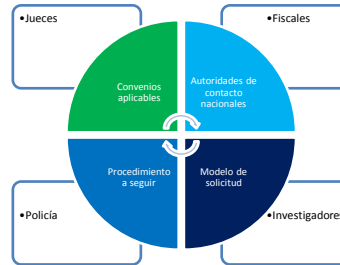 •Jueces
•Fiscales
Convenios
aplicables
Autoridades de
contacto
nacionales
Procedimiento
a seguir
Modelo de
solicitud
•Policía
•Investigadores